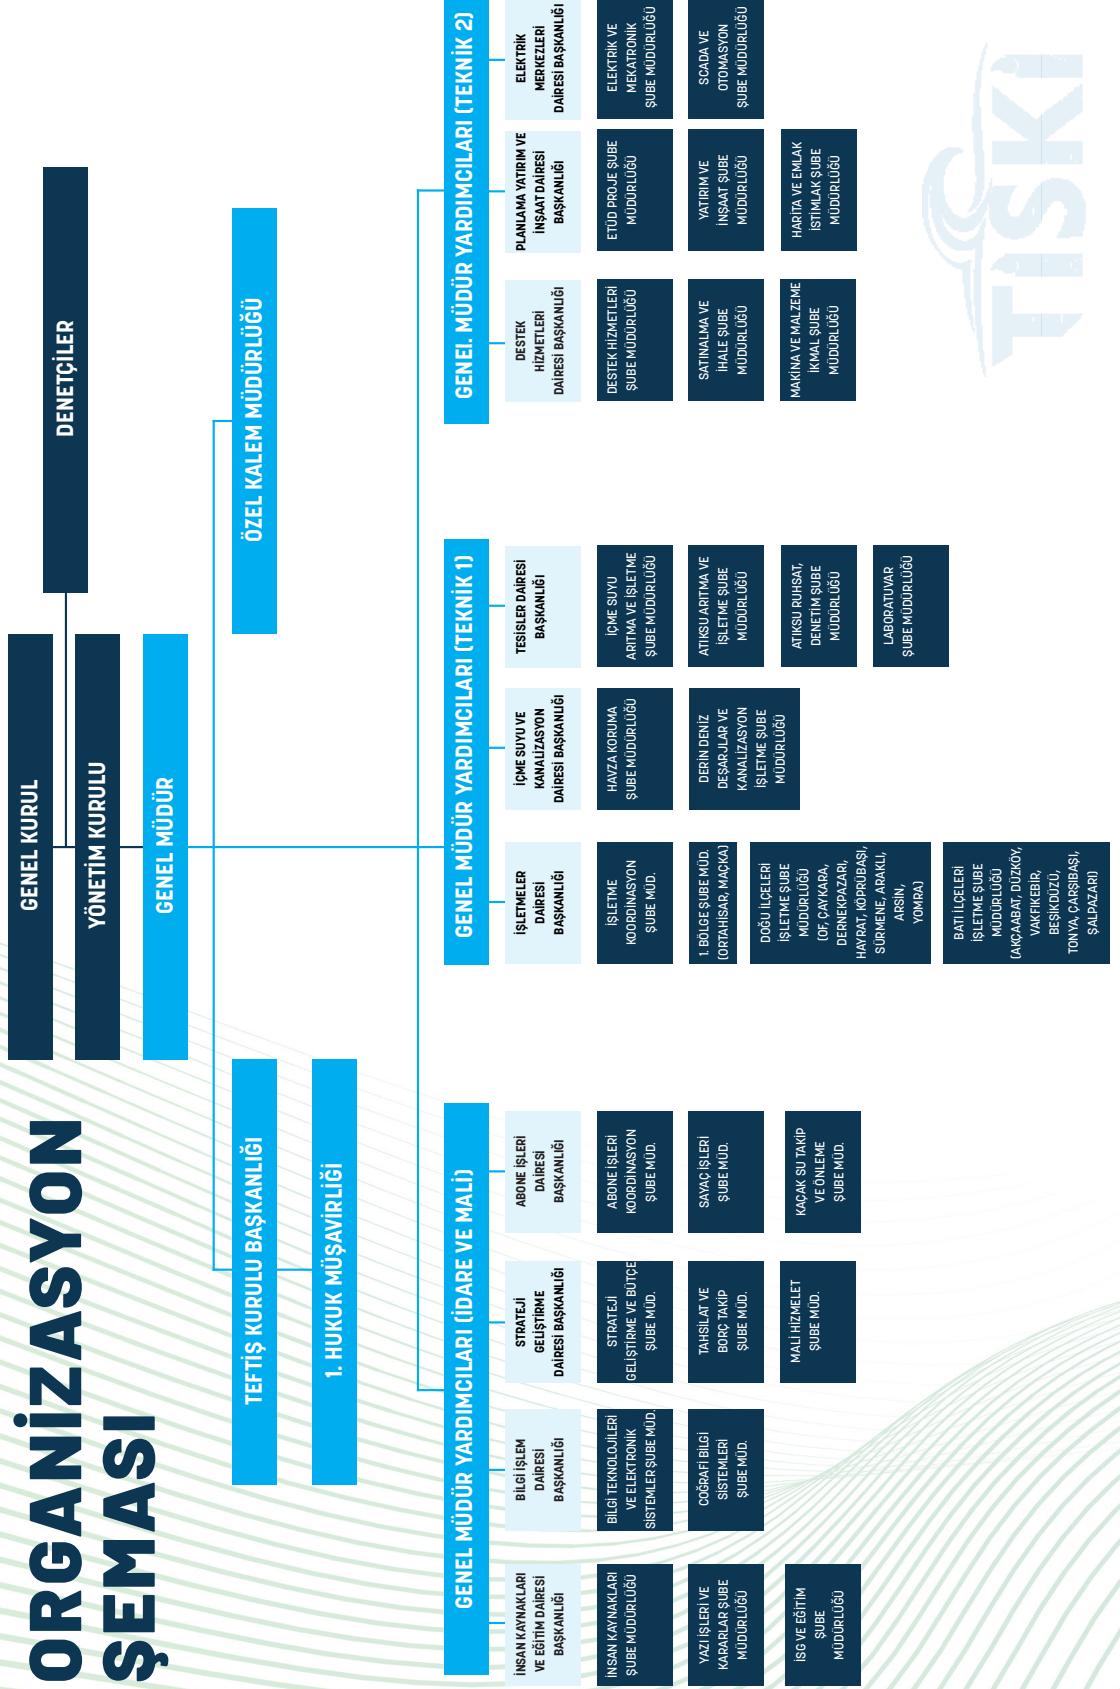 ORGANİZASYON
ŞEMASI
GENEL KURUL
DENETÇİLER
YÖNETİM KURULU
GENEL MÜDÜR
TEFTİŞ KURULU BAŞKANLIĞI
ÖZEL KALEM MÜDÜRLÜĞÜ
1. HUKUK MÜŞAVİRLİĞİ
GENEL MÜDÜR YARDIMCILARI (İDARE VE MALİ)
İNSAN KAYNAKLARI
VE EĞİTİM DAİRESİ
BAŞKANLIĞI
İNSAN KAYNAKLARI
ŞUBE MÜDÜRLÜĞÜ
YAZI İŞLERİ VE
KARARLAR ŞUBE
MÜDÜRLÜĞÜ
İSG VE EĞİTİM
ŞUBE
MÜDÜRLÜĞÜ
BİLGİ İŞLEM
DAİRESİ
BAŞKANLIĞI
BİLGİ TEKNOLOJİLERİ
VE ELEKTRONİK
SİSTEMLER ŞUBE MÜD.
COĞRAFİ BİLGİ
SİSTEMLERİ
ŞUBE MÜD.
STRATEJİ
GELİŞTİRME
DAİRESİ BAŞKANLIĞI
STRATEJİ
GELİŞTİRME VE BÜTÇE
ŞUBE MÜD.
TAHSİLAT VE
BORÇ TAKİP
ŞUBE MÜD.
MALİ HİZMELET
ŞUBE MÜD.
ABONE İŞLERİ
DAİRESİ
BAŞKANLIĞI
ABONE İŞLERİ
KOORDİNASYON
ŞUBE MÜD.
SAYAÇ İŞLERİ
ŞUBE MÜD.
KAÇAK SU TAKİP
VE ÖNLEME
ŞUBE MÜD.
GENEL MÜDÜR YARDIMCILARI (TEKNİK 1)
İŞLETMELER
DAİRESİ
BAŞKANLIĞI
İŞLETME
KOORDİNASYON
ŞUBE MÜD.
1. BÖLGE ŞUBE MÜD.
(ORTAHİSAR, MAÇKA)
DOĞU İLÇELERİ
İŞLETME ŞUBE
MÜDÜRLÜĞÜ
(OF, ÇAYKARA,
DERNEKPAZARI,
HAYRAT, KÖPRÜBAŞI,
SÜRMENE, ARAKLI,
ARSİN,
YOMRA)
BATI İLÇELERİ
İŞLETME ŞUBE
MÜDÜRLÜĞÜ
(AKÇAABAT, DÜZKÖY,
VAKFIKEBİR,
BEŞİKDÜZÜ,
TONYA, ÇARŞIBAŞI,
ŞALPAZARI)
İÇME SUYU VE
KANALİZASYON
DAİRESİ BAŞKANLIĞI
HAVZA KORUMA
ŞUBE MÜDÜRLÜĞÜ
DERİN DENİZ
DEŞARJLAR VE
KANALİZASYON
İŞLETME ŞUBE
MÜDÜRLÜĞÜ
TESİSLER DAİRESİ
BAŞKANLIĞI
İÇME SUYU
ARITMA VE İŞLETME
ŞUBE MÜDÜRLÜĞÜ
ATIKSU ARITMA VE
İŞLETME ŞUBE
MÜDÜRLÜĞÜ
ATIKSU RUHSAT,
DENETİM ŞUBE
MÜDÜRLÜĞÜ
LABORATUVAR
ŞUBE MÜDÜRLÜĞÜ
GENEl. MÜDÜR YARDIMCILARI (TEKNİK 2)
DESTEK
HİZMETLERİ
DAİRESİ BAŞKANLIĞI
DESTEK HİZMETLERİ
ŞUBE MÜDÜRLÜĞÜ
SATINALMA VE
İHALE ŞUBE
MÜDÜRLÜĞÜ
MAKİNA VE MALZEME
İKMAL ŞUBE
MÜDÜRLÜĞÜ
PLANLAMA YATIRIM VE
İNŞAAT DAİRESİ
BAŞKANLIĞI
ETÜD PROJE ŞUBE
MÜDÜRLÜĞÜ
YATIRIM VE
İNŞAAT ŞUBE
MÜDÜRLÜĞÜ
HARİTA VE EMLAK
İSTİMLAK ŞUBE
MÜDÜRLÜĞÜ
ELEKTRİK
MERKEZLERİ
DAİRESİ BAŞKANLIĞI
ELEKTRİK VE
MEKATRONİK
ŞUBE MÜDÜRLÜĞÜ
SCADA VE
OTOMASYON
ŞUBE MÜDÜRLÜĞÜ
TİSKİ